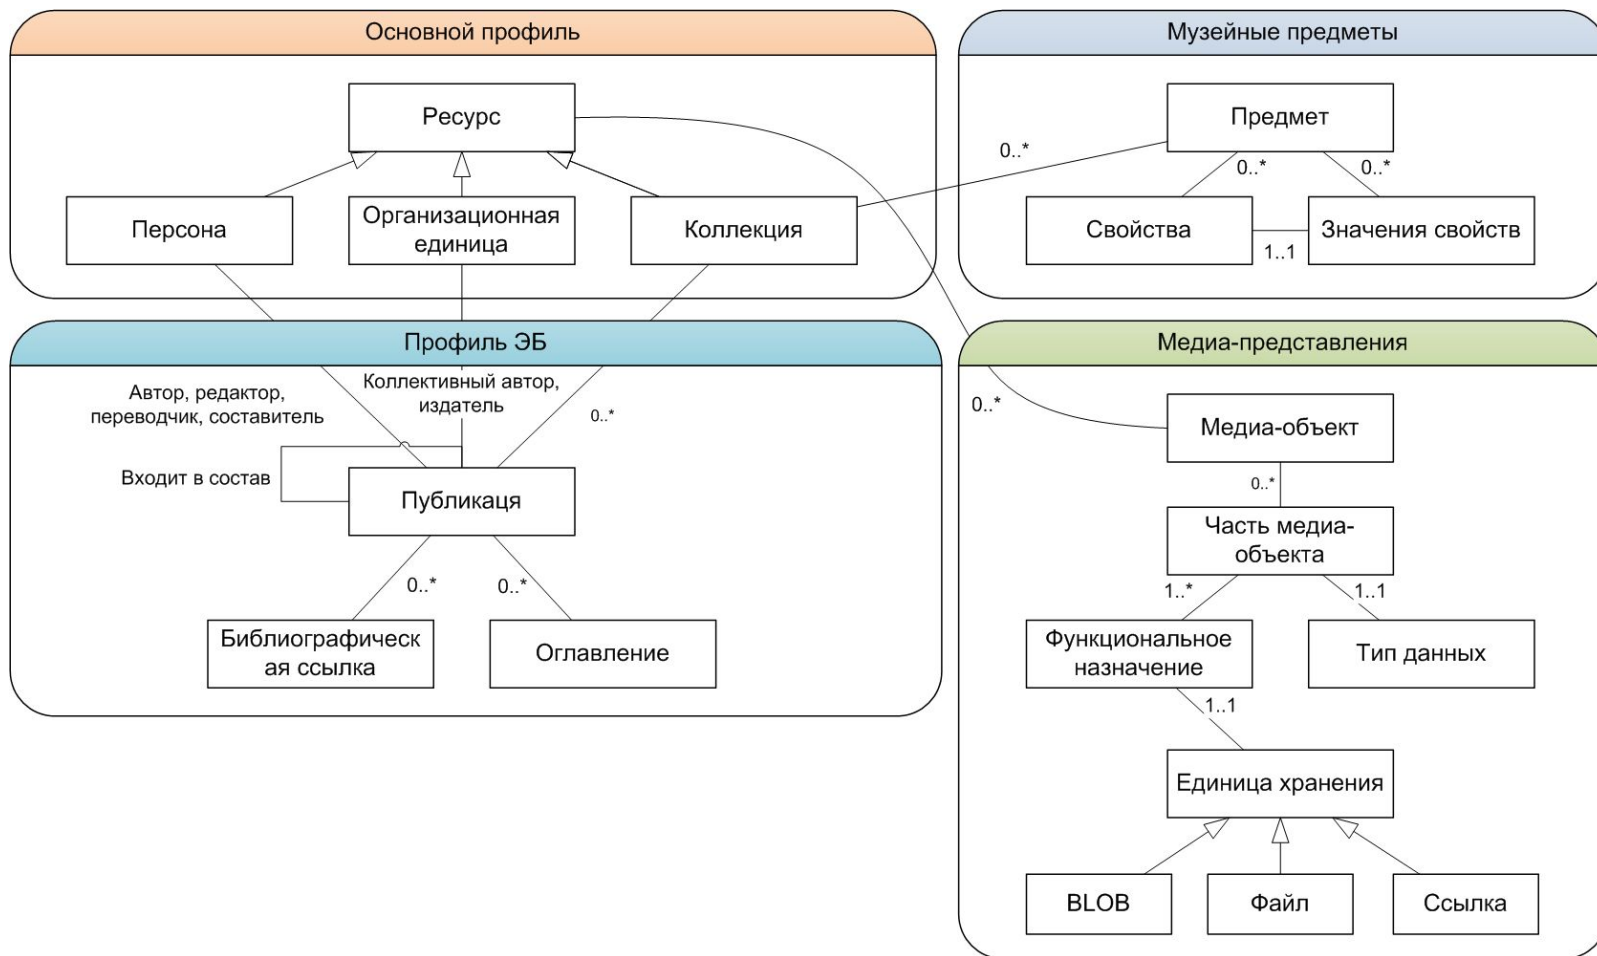 Основной профиль
Ресурс
Персона
Организационная
единица
Коллекция
Музейные предметы
Предмет
0..*
0..*
0..*
Свойства
1..1
Значения свойств
Профиль ЭБ
Автор, редактор,
переводчик, составитель
Коллективный автор,
издатель
0..*
Входит в состав
Публикаця
0..*
0..*
Библиографическ
ая ссылка
Оглавление
Медиа-представления
0..*
Медиа-объект
0..*
Часть медиа-
объекта
1..*
1..1
Функциональное
назначение
Тип данных
1..1
Единица хранения
BLOB
Файл
Ссылка